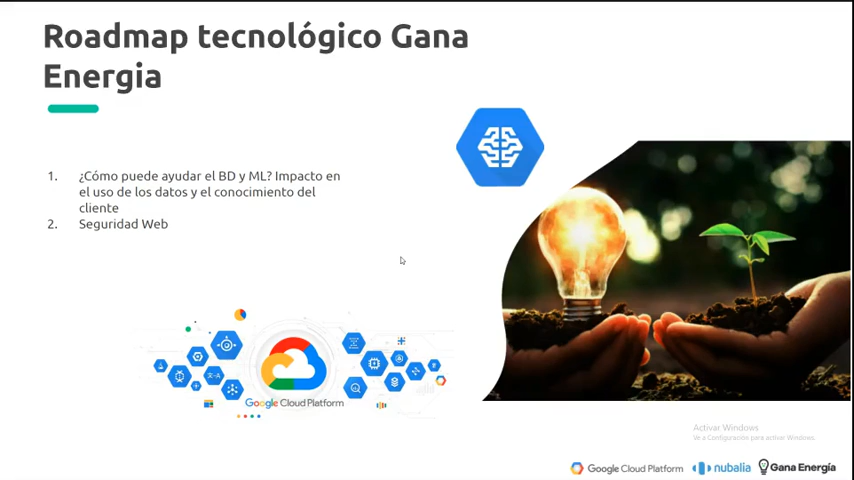 Roadmap tecnológico Gana
Energia
1. ¿Cómo puede ayudar el BD y ML? Impacto en
el uso de los datos y el conocimiento del
cliente
2. Seguridad Web
Google Cloud Platform
Activar Windows
Ve a Configuración para activar Windows.
Google Cloud Platform nubalia Gana Energía